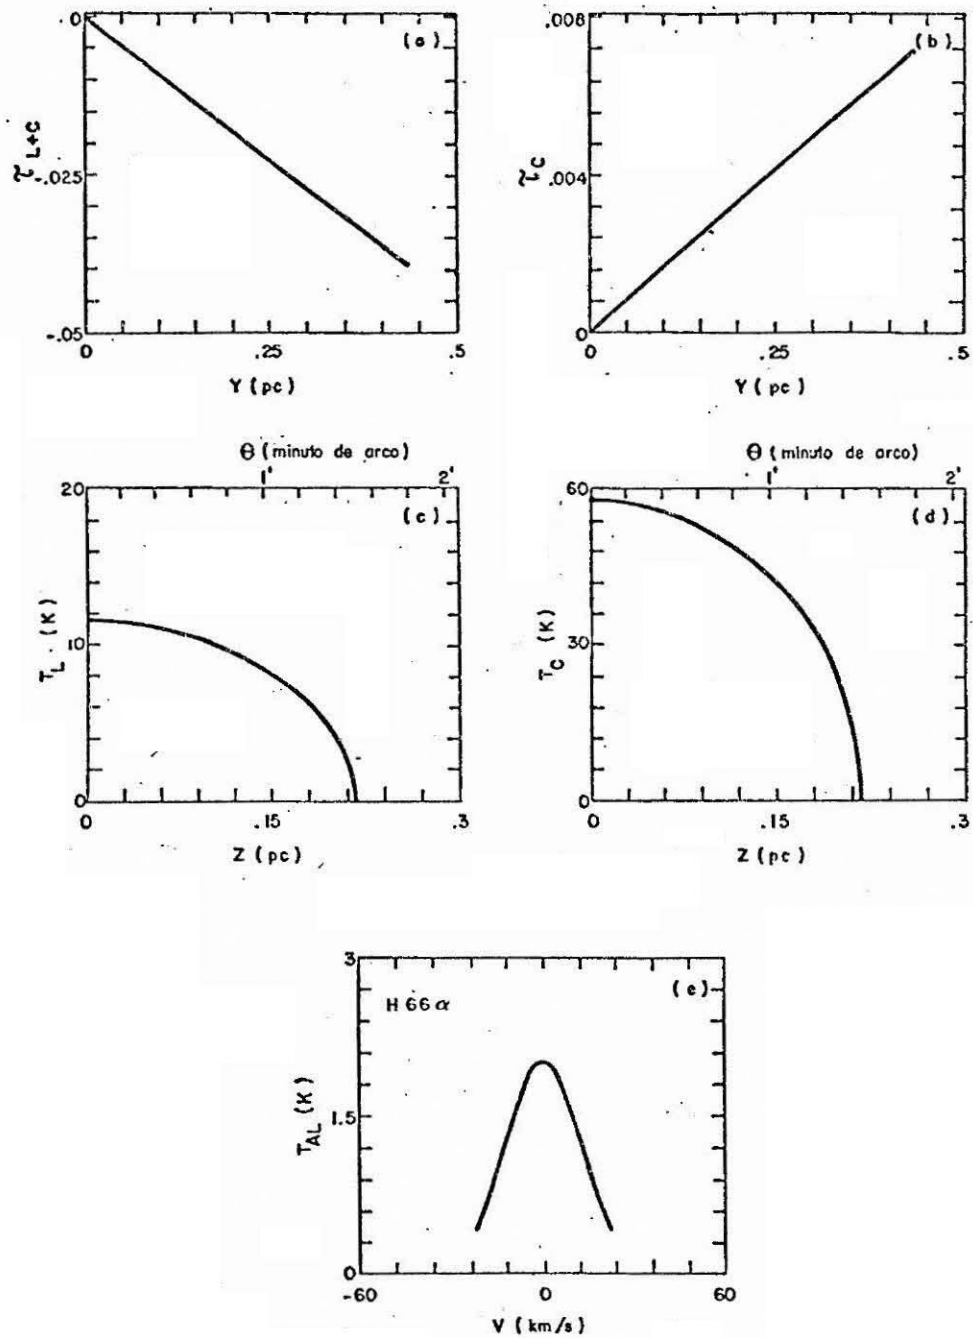 0
(a)
τ L+C
-.025
-.05
0
.25
.5
Y (pc)
.008
(b)
τ C
.004
0
0
.25
.5
Y (pc)
θ (minuto de arco)
1'
2'
20
(c)
T L (K)
10
0
0
.15
.3
Z (pc)
θ (minuto de arco)
1'
2'
60
(d)
T C (K)
30
0
0
.15
.3
Z (pc)
3
(e)
H 66 α
T AL (K)
1.5
0
-60
0
60
V (km/s)